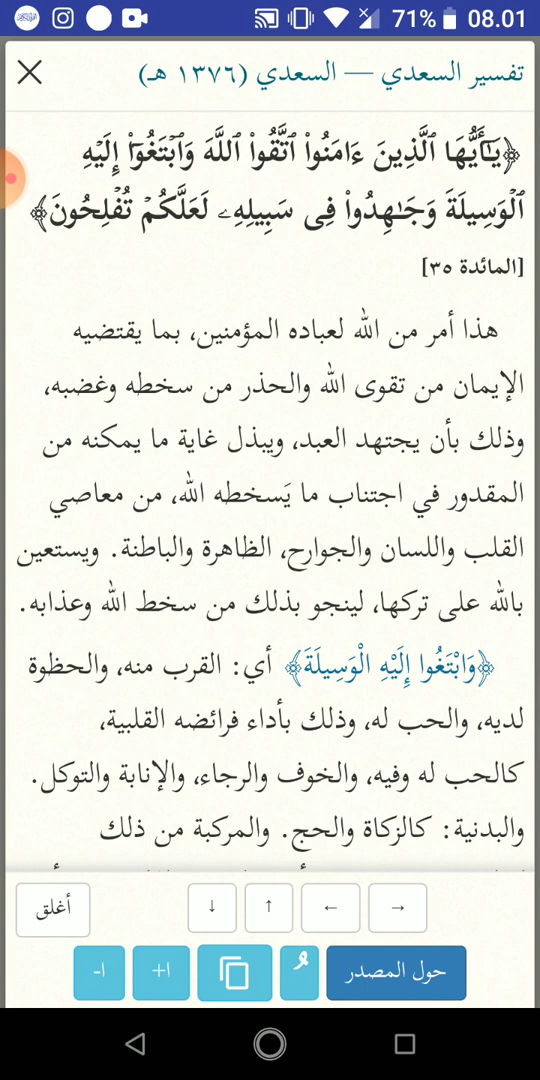 71% 08.01
تفسير السعدي — السعدي (١٣٧٦ هـ)
﴿يَـٰۤأَيُّهَا ٱلَّذِينَ ءَامَنُوا۟ ٱتَّقُوا۟ ٱللَّهَ وَٱبۡتَغُوۤا۟ إِلَيۡهِ
ٱلۡوَسِيلَةَ وَجَـٰهِدُوا۟ فِی سَبِيلِهِۦ لَعَلَّكُمۡ تُفۡلِحُونَ﴾
[المائدة ٣٥]
هذا أمر من الله لعباده المؤمنين، بما يقتضيه
الإيمان من تقوى الله والحذر من سخطه وغضبه،
وذلك بأن يجتهد العبد، ويبذل غاية ما يمكنه من
المقدور في اجتناب ما يَسخطه الله، من معاصي
القلب واللسان والجوارح، الظاهرة والباطنة. ويستعين
بالله على تركها، لينجو بذلك من سخط الله وعذابه.
﴿وَابْتَغُوا إِلَيْهِ الْوَسِيلَةَ﴾ أي: القرب منه، والحظوة
لديه، والحب له، وذلك بأداء فرائضه القلبية،
كالحب له وفيه، والخوف والرجاء، والإنابة والتوكل.
والبدنية: كالزكاة والحج. والمركبة من ذلك
أغلق ↓ ↑ ← →
حول المصدر
ا+
ا-